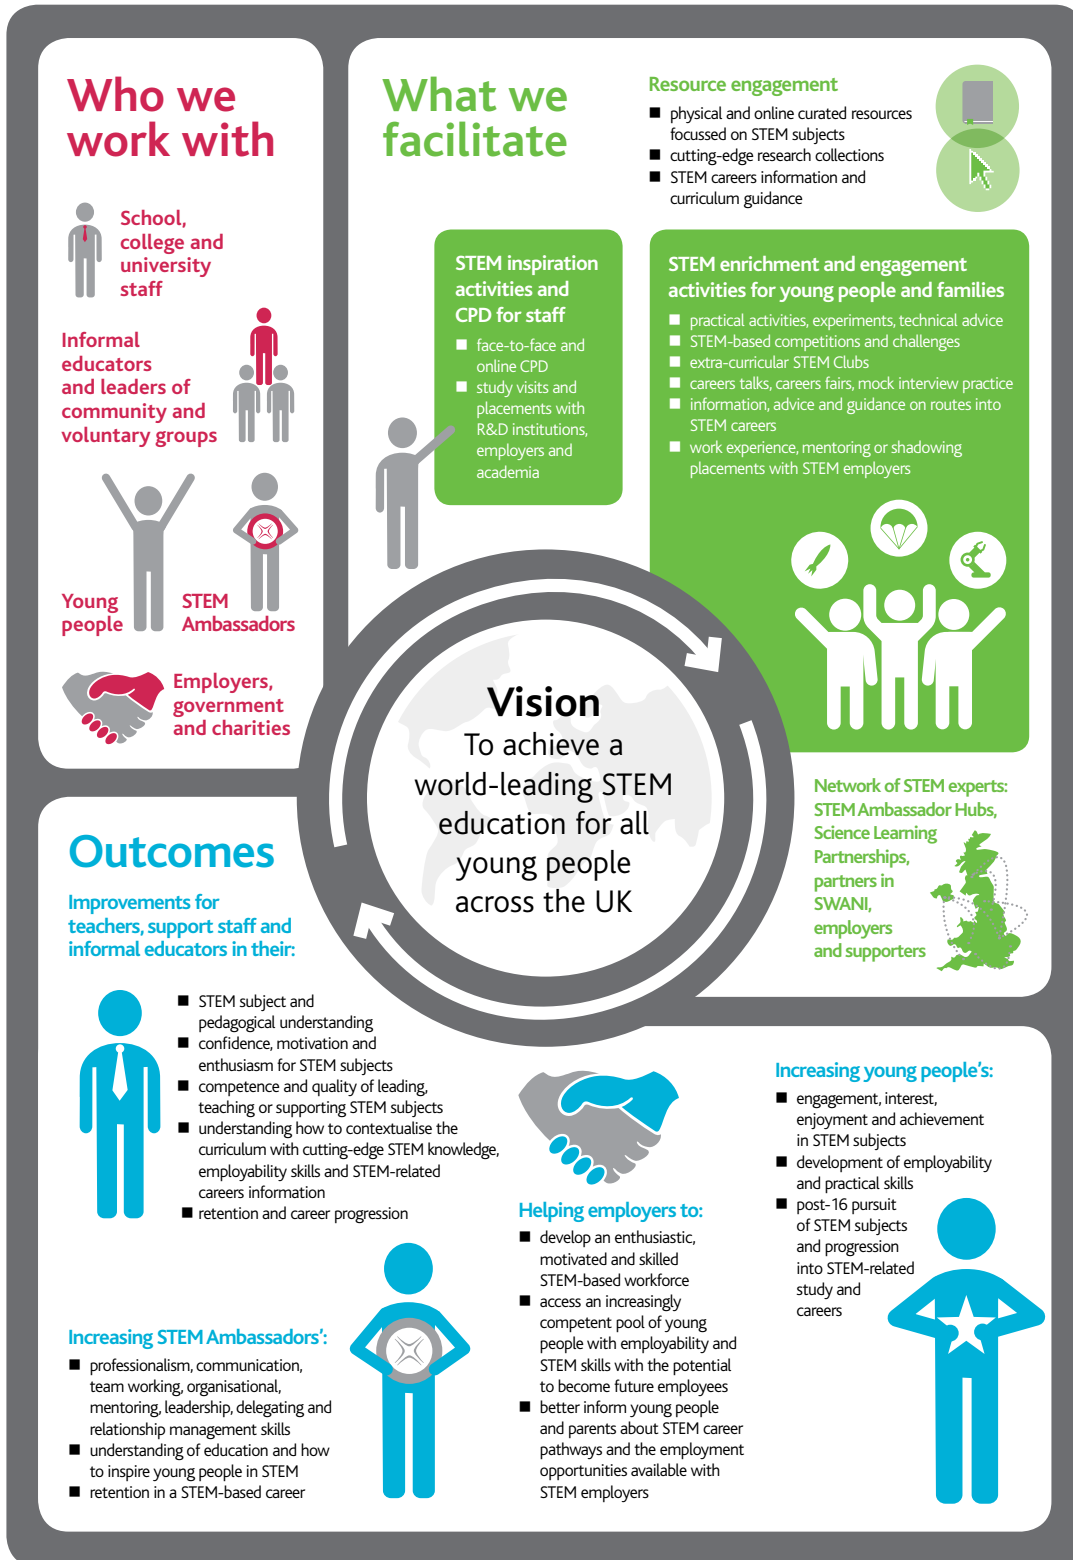 Who we
work with
School,
college and
university
staff
Informal
educators
and leaders of
community and
voluntary groups
Young
people
STEM
Ambassadors
Employers,
government
and charities
What we
facilitate
Resource engagement
physical and online curated resources
focussed on STEM subjects
cutting-edge research collections
STEM careers information and
curriculum guidance
STEM inspiration
activities and
CPD for staff
face-to-face and
online CPD
study visits and
placements with
R&D institutions,
employers and
academia
STEM enrichment and engagement
activities for young people and families
practical activities, experiments, technical advice
STEM-based competitions and challenges
extra-curricular STEM Clubs
careers talks, careers fairs, mock interview practice
information, advice and guidance on routes into
STEM careers
work experience, mentoring or shadowing
placements with STEM employers
Network of STEM experts:
STEM Ambassador Hubs,
Science Learning
Partnerships,
partners in
SWANI,
employers
and supporters
Vision
To achieve a
world-leading STEM
education for all
young people
across the UK
Outcomes
Improvements for
teachers, support staff and
informal educators in their:
STEM subject and
pedagogical understanding
confidence, motivation and
enthusiasm for STEM subjects
competence and quality of leading,
teaching or supporting STEM subjects
understanding how to contextualise the
curriculum with cutting-edge STEM knowledge,
employability skills and STEM-related
careers information
retention and career progression
Increasing STEM Ambassadors':
professionalism, communication,
team working, organisational,
mentoring, leadership, delegating and
relationship management skills
understanding of education and how
to inspire young people in STEM
retention in a STEM-based career
Helping employers to:
develop an enthusiastic,
motivated and skilled
STEM-based workforce
access an increasingly
competent pool of young
people with employability and
STEM skills with the potential
to become future employees
better inform young people
and parents about STEM career
pathways and the employment
opportunities available with
STEM employers
Increasing young people's:
engagement, interest,
enjoyment and achievement
in STEM subjects
development of employability
and practical skills
post-16 pursuit
of STEM subjects
and progression
into STEM-related
study and
careers